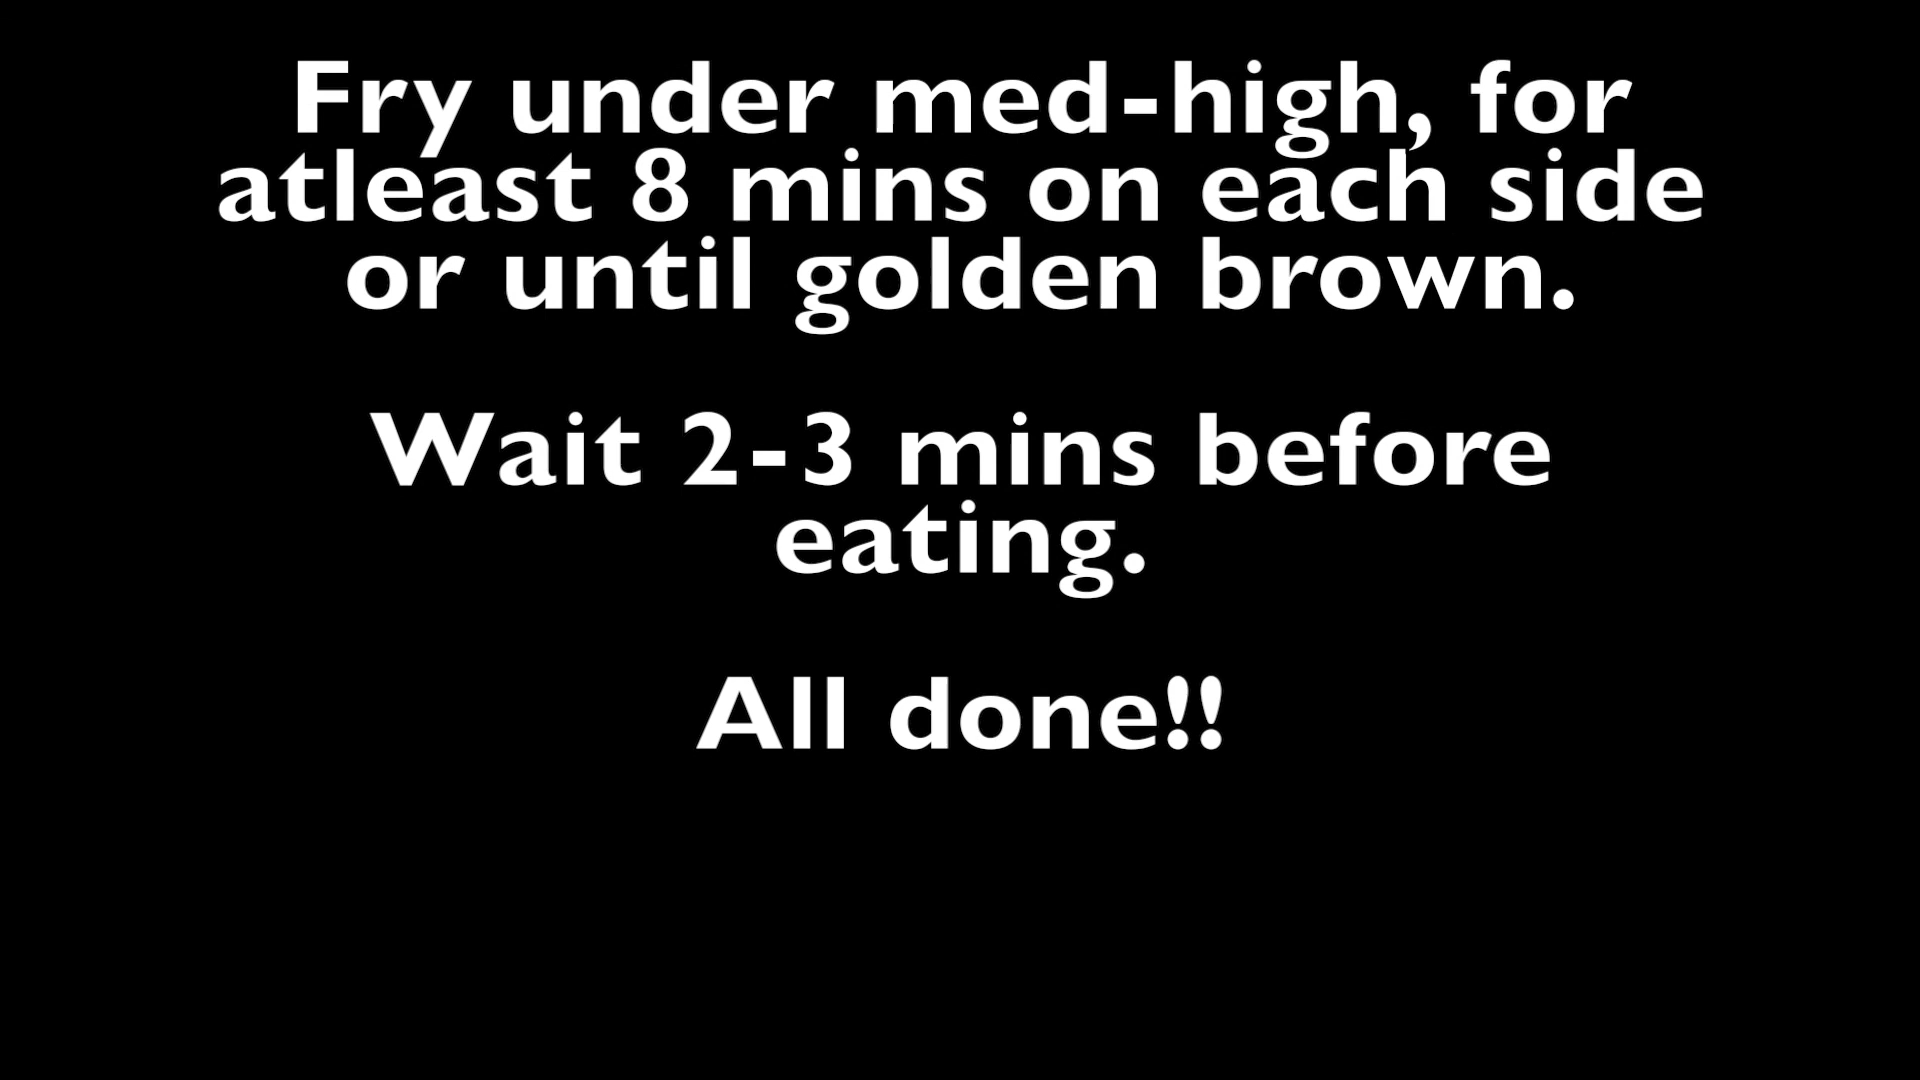 Fry under med-high, for
atleast 8 mins on each side
or until golden brown.
Wait 2-3 mins before
eating.
All done!!